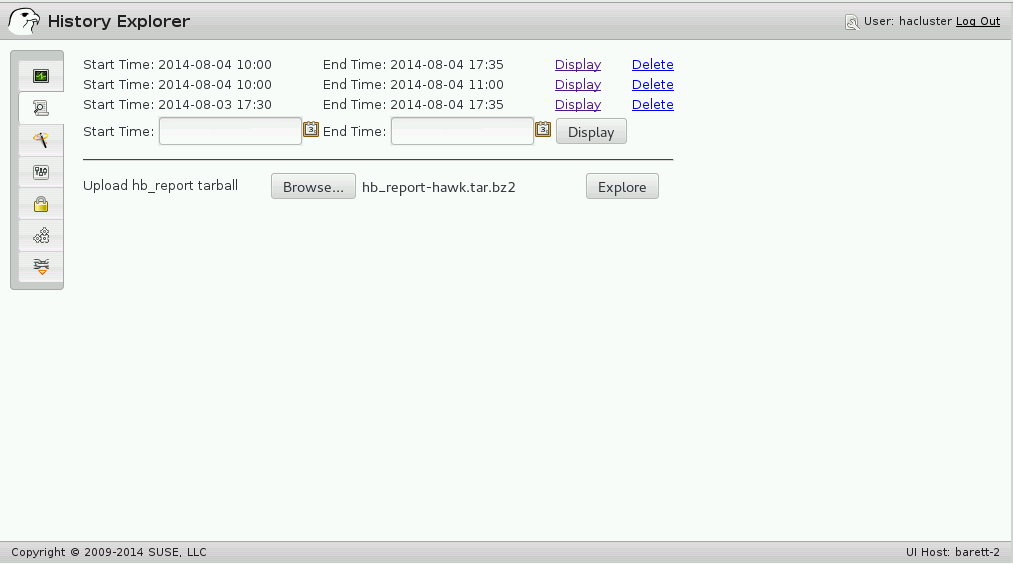 History Explorer
User: hacluster Log Out
Start Time: 2014-08-04 10:00 End Time: 2014-08-04 17:35 Display Delete
Start Time: 2014-08-04 10:00 End Time: 2014-08-04 11:00 Display Delete
Start Time: 2014-08-03 17:30 End Time: 2014-08-04 17:35 Display Delete
Start Time: End Time: Display
Upload hb_report tarball Browse... hb_report-hawk.tar.bz2 Explore
Copyright © 2009-2014 SUSE, LLC
UI Host: barett-2